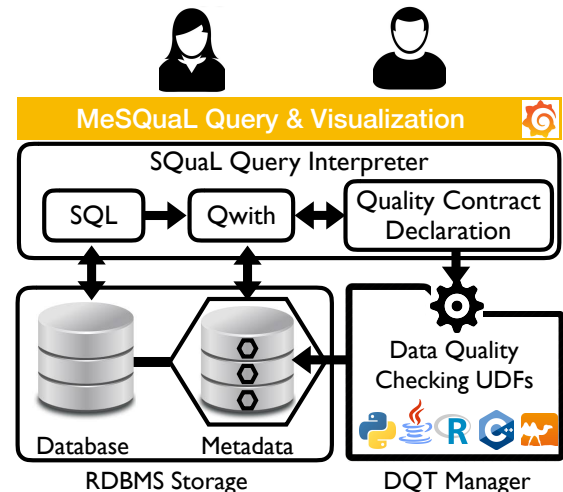 MeSQuaL Query & Visualization
SQuaL Query Interpreter
SQL
Qwith
Quality Contract
Declaration
Data Quality
Checking UDFs
R
C++
Database
Metadata
RDBMS Storage
DQT Manager